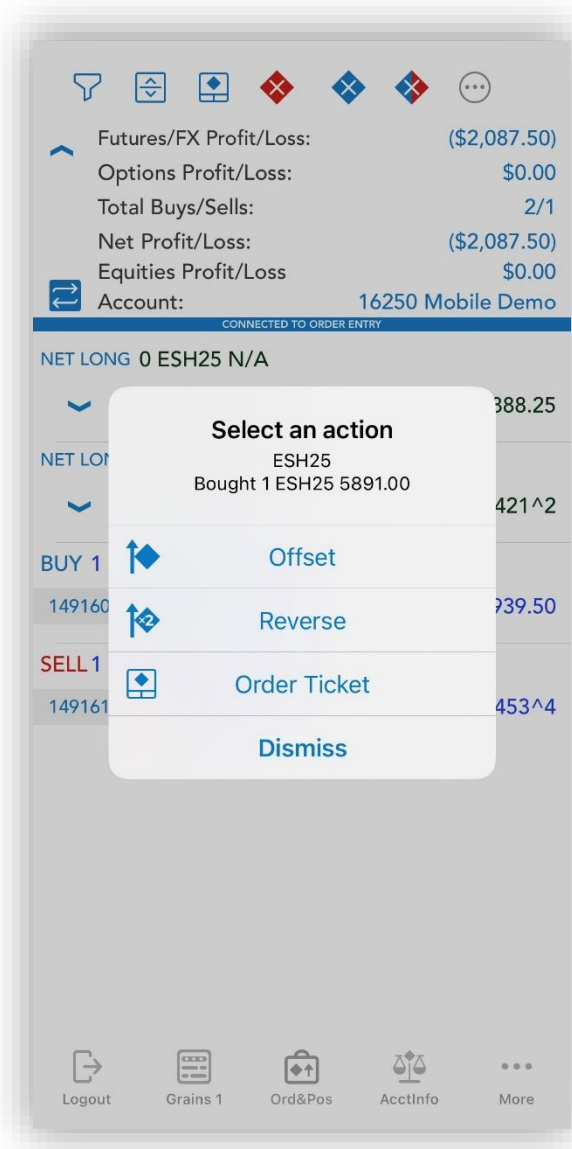 Futures/FX Profit/Loss: ($2,087.50)
Options Profit/Loss: $0.00
Total Buys/Sells: 2/1
Net Profit/Loss: ($2,087.50)
Equities Profit/Loss $0.00
Account: 16250 Mobile Demo
CONNECTED TO ORDER ENTRY
NET LONG 0 ESH25 N/A
388.25
Select an action
ESH25
Bought 1 ESH25 5891.00
NET LON
421^2
Offset
BUY 1
149160 939.50
×2 Reverse
SELL 1
149161 453^4
Order Ticket
Dismiss
Logout Grains 1 Ord&Pos AcctInfo More